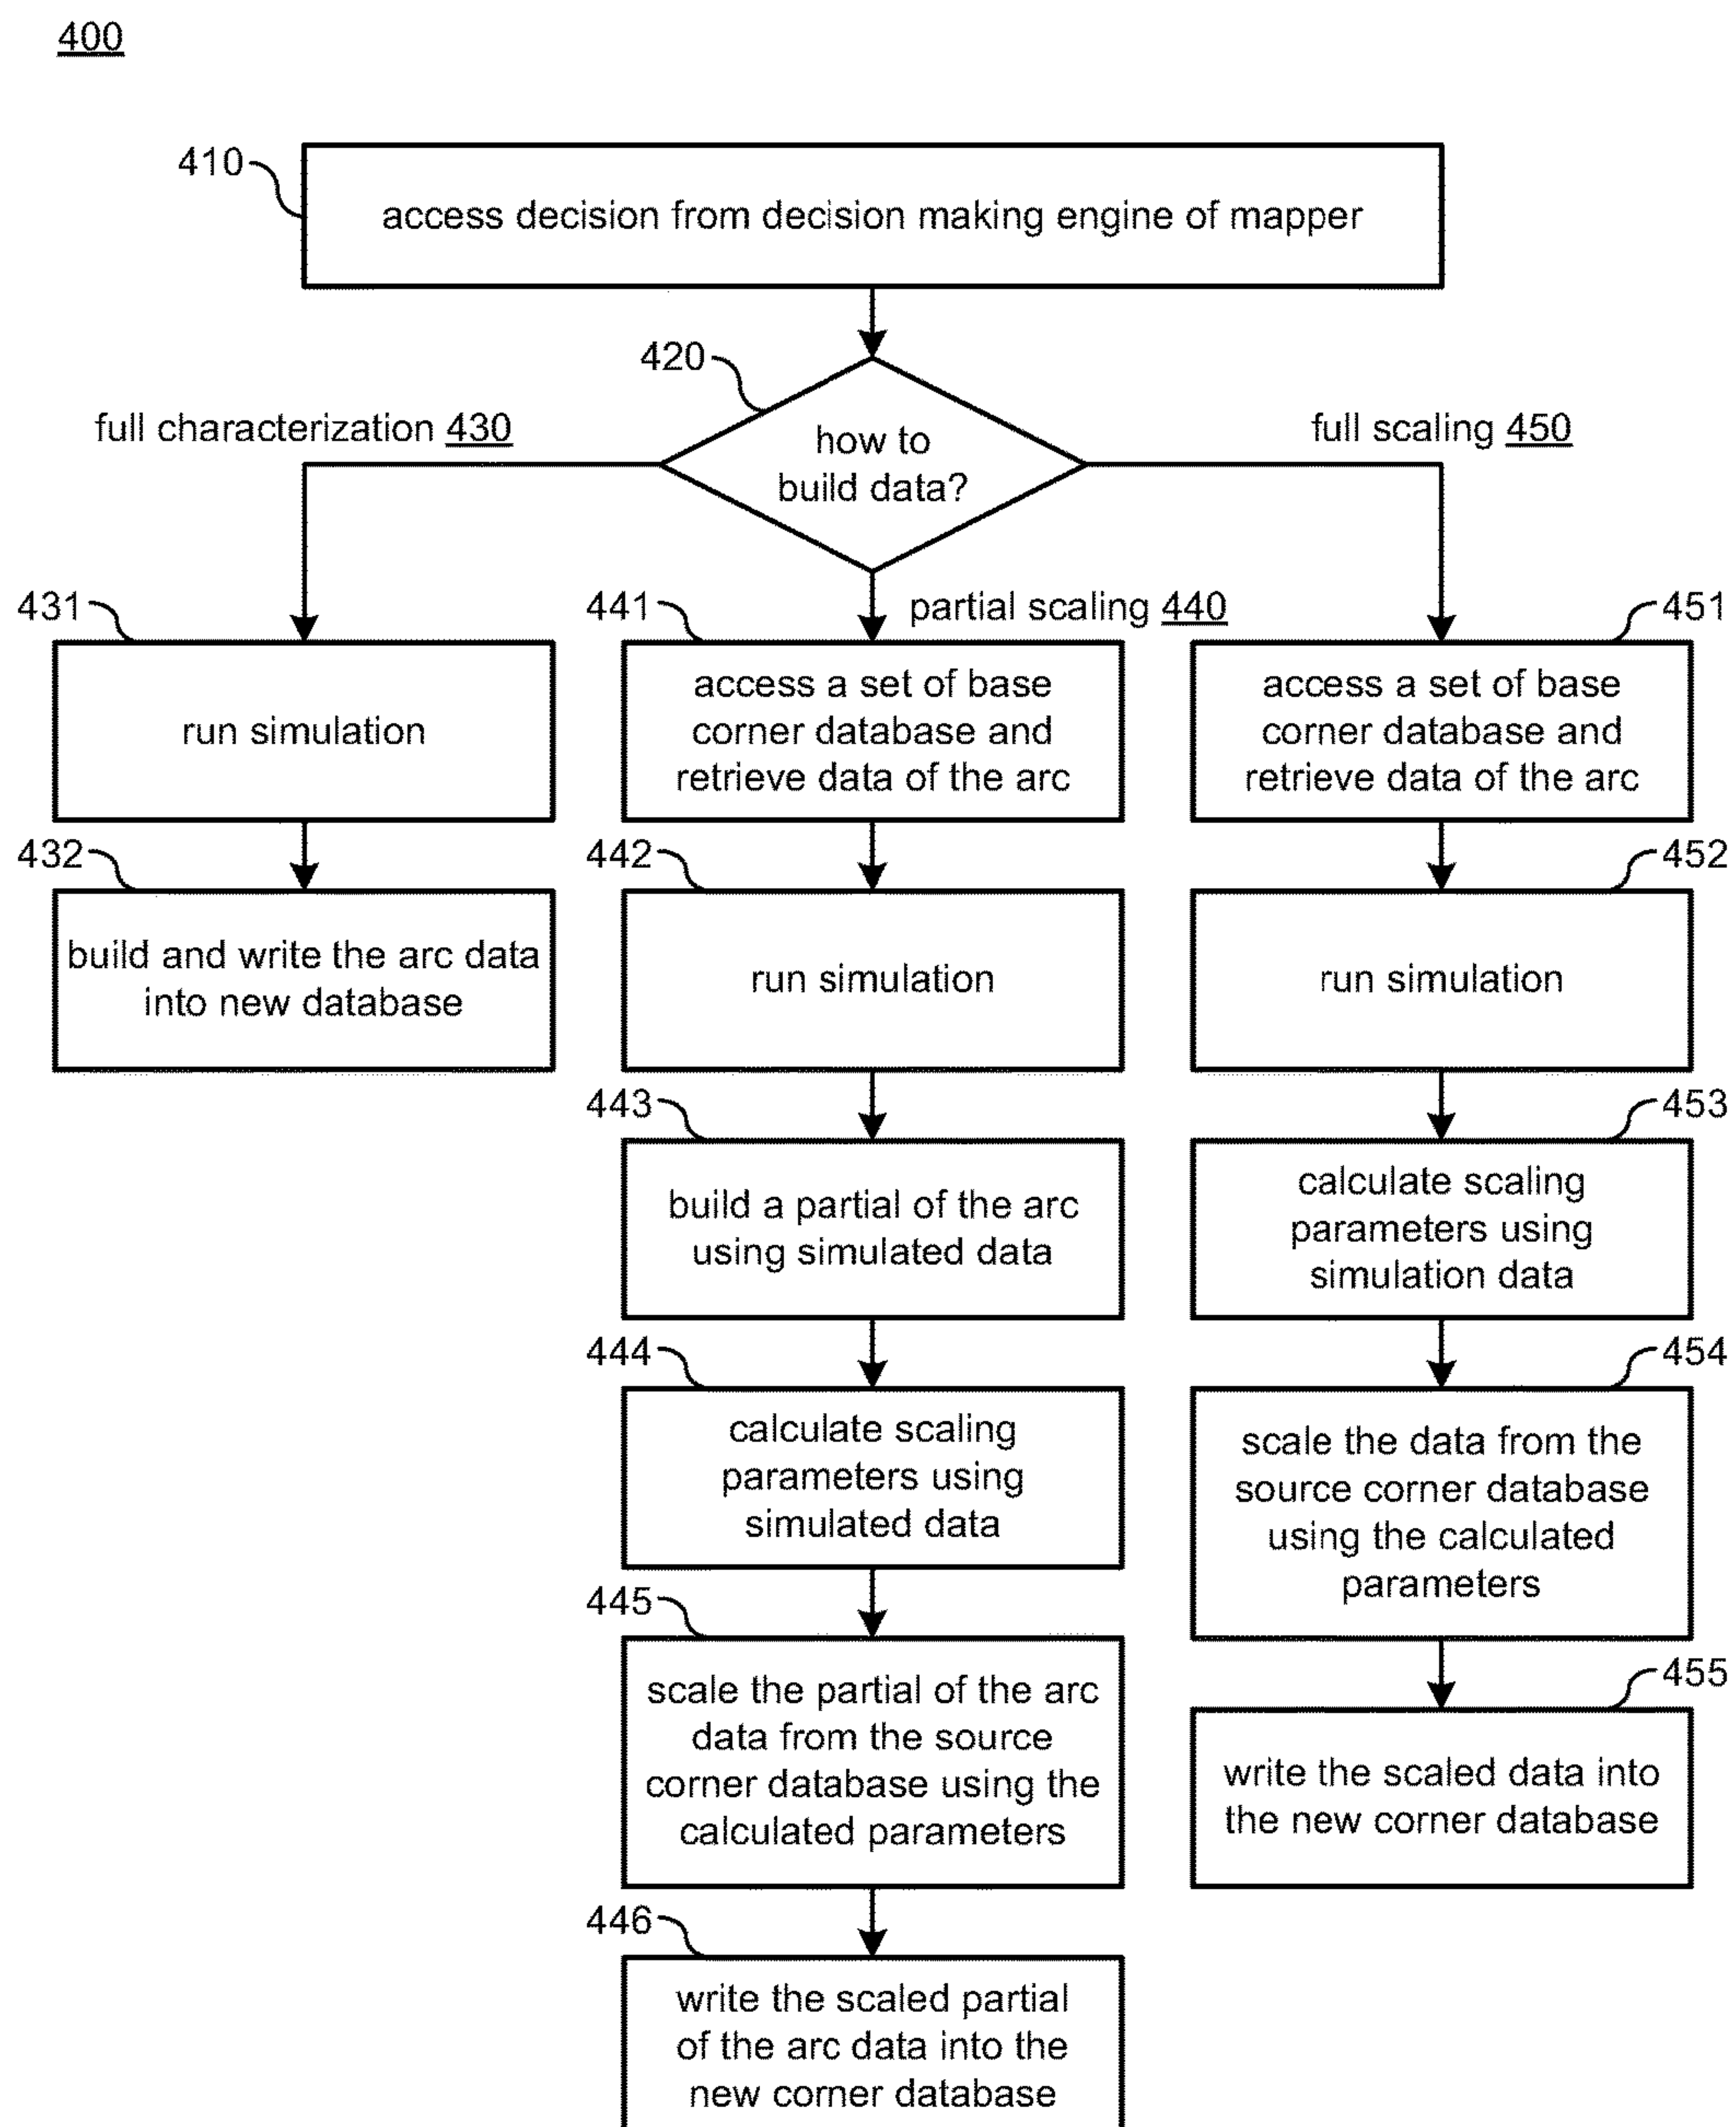 400
410
access decision from decision making engine of mapper
420
how to
build data?
full characterization 430
full scaling 450
partial scaling 440
431
run simulation
432
build and write the arc data
into new database
441
access a set of base
corner database and
retrieve data of the arc
442
run simulation
443
build a partial of the arc
using simulated data
444
calculate scaling
parameters using
simulated data
445
scale the partial of the arc
data from the source
corner database using the
calculated parameters
446
write the scaled partial
of the arc data into the
new corner database
451
access a set of base
corner database and
retrieve data of the arc
452
run simulation
453
calculate scaling
parameters using
simulation data
454
scale the data from the
source corner database
using the calculated
parameters
455
write the scaled data into
the new corner database